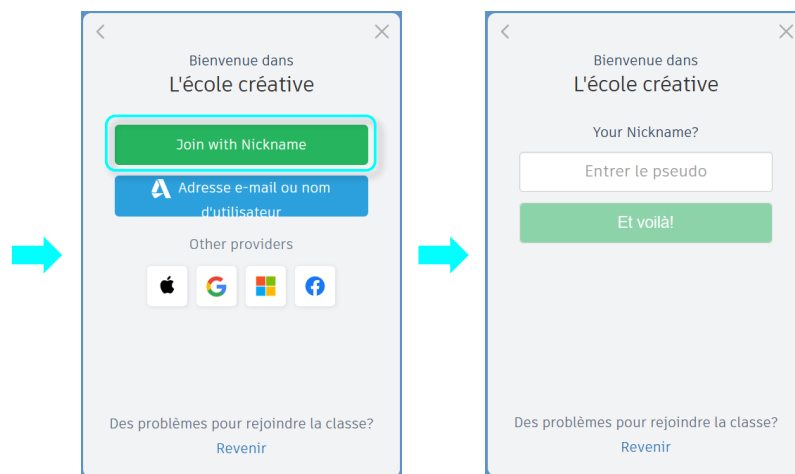 Bienvenue dans
L'école créative
Join with Nickname
Adresse e-mail ou nom
d'utilisateur
Other providers
Des problèmes pour rejoindre la classe?
Revenir
Bienvenue dans
L'école créative
Your Nickname?
Entrer le pseudo
Et voilà!
Des problèmes pour rejoindre la classe?
Revenir